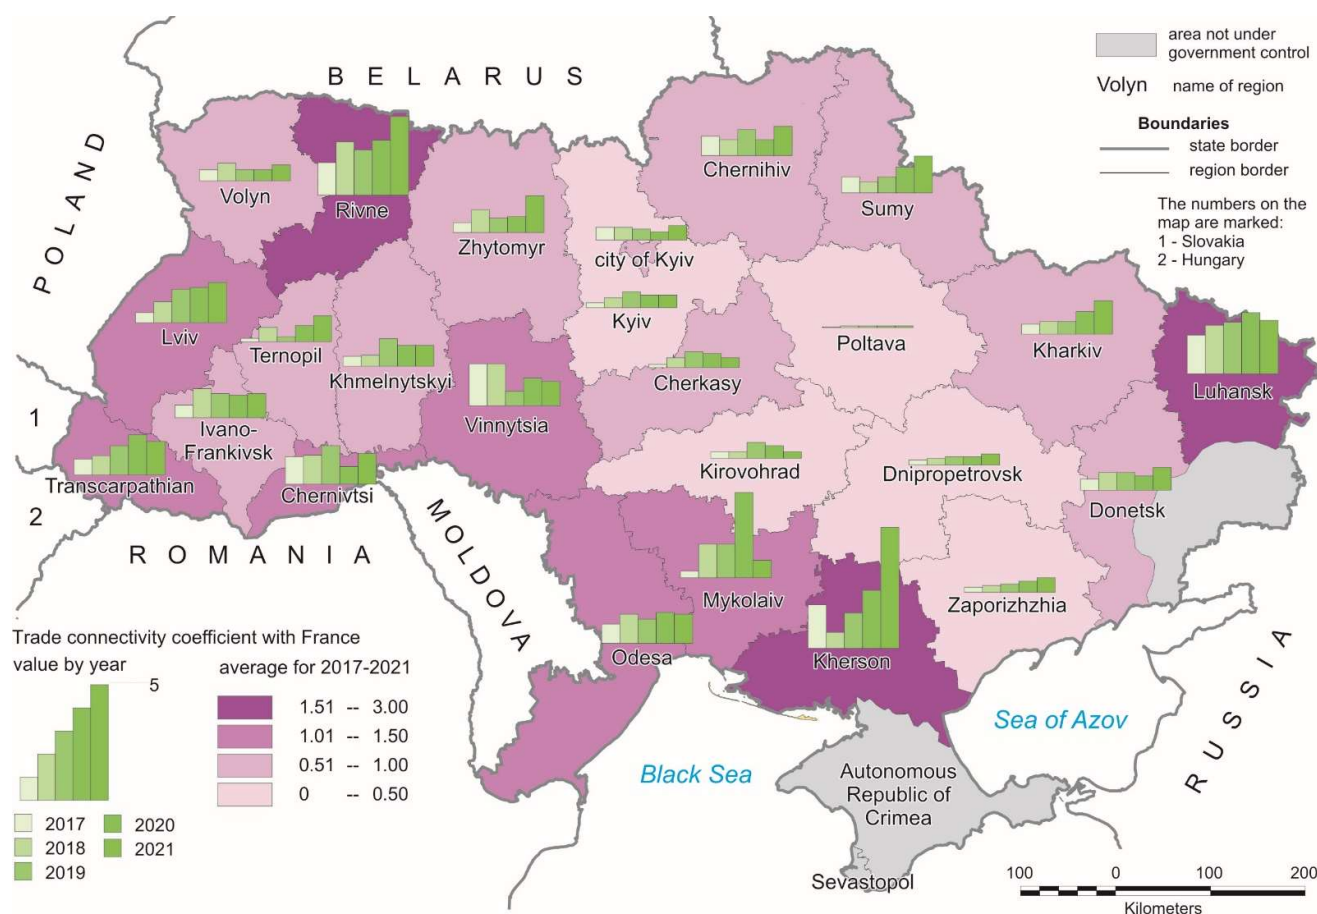 area not under
government control
Volyn
name of region
Boundaries
state border
region border
The numbers on the
map are marked:
1 - Slovakia
2 - Hungary
BELARUS
POLAND
Chernihiv
Volyn
Rivne
Sumy
Zhytomyr
city of Kyiv
Lviv
Ternopil
Kyiv
Poltava
Kharkiv
Khmelnytskyi
Cherkasy
Luhansk
1
Ivano-
Frankivsk
Vinnytsia
Transcarpathian
Chernivtsi
Kirovohrad
Dnipropetrovsk
Donetsk
2
ROMANIA
MOLDOVA
Mykolaiv
Zaporizhzhia
Odesa
Kherson
RUSSIA
Sea of Azov
Black Sea
Autonomous
Republic of
Crimea
Sevastopol
Trade connectivity coefficient with France
value by year
5
2017
2018
2019
2020
2021
average for 2017-2021
1.51 -- 3.00
1.01 -- 1.50
0.51 -- 1.00
0 -- 0.50
100 0 100 200
Kilometers